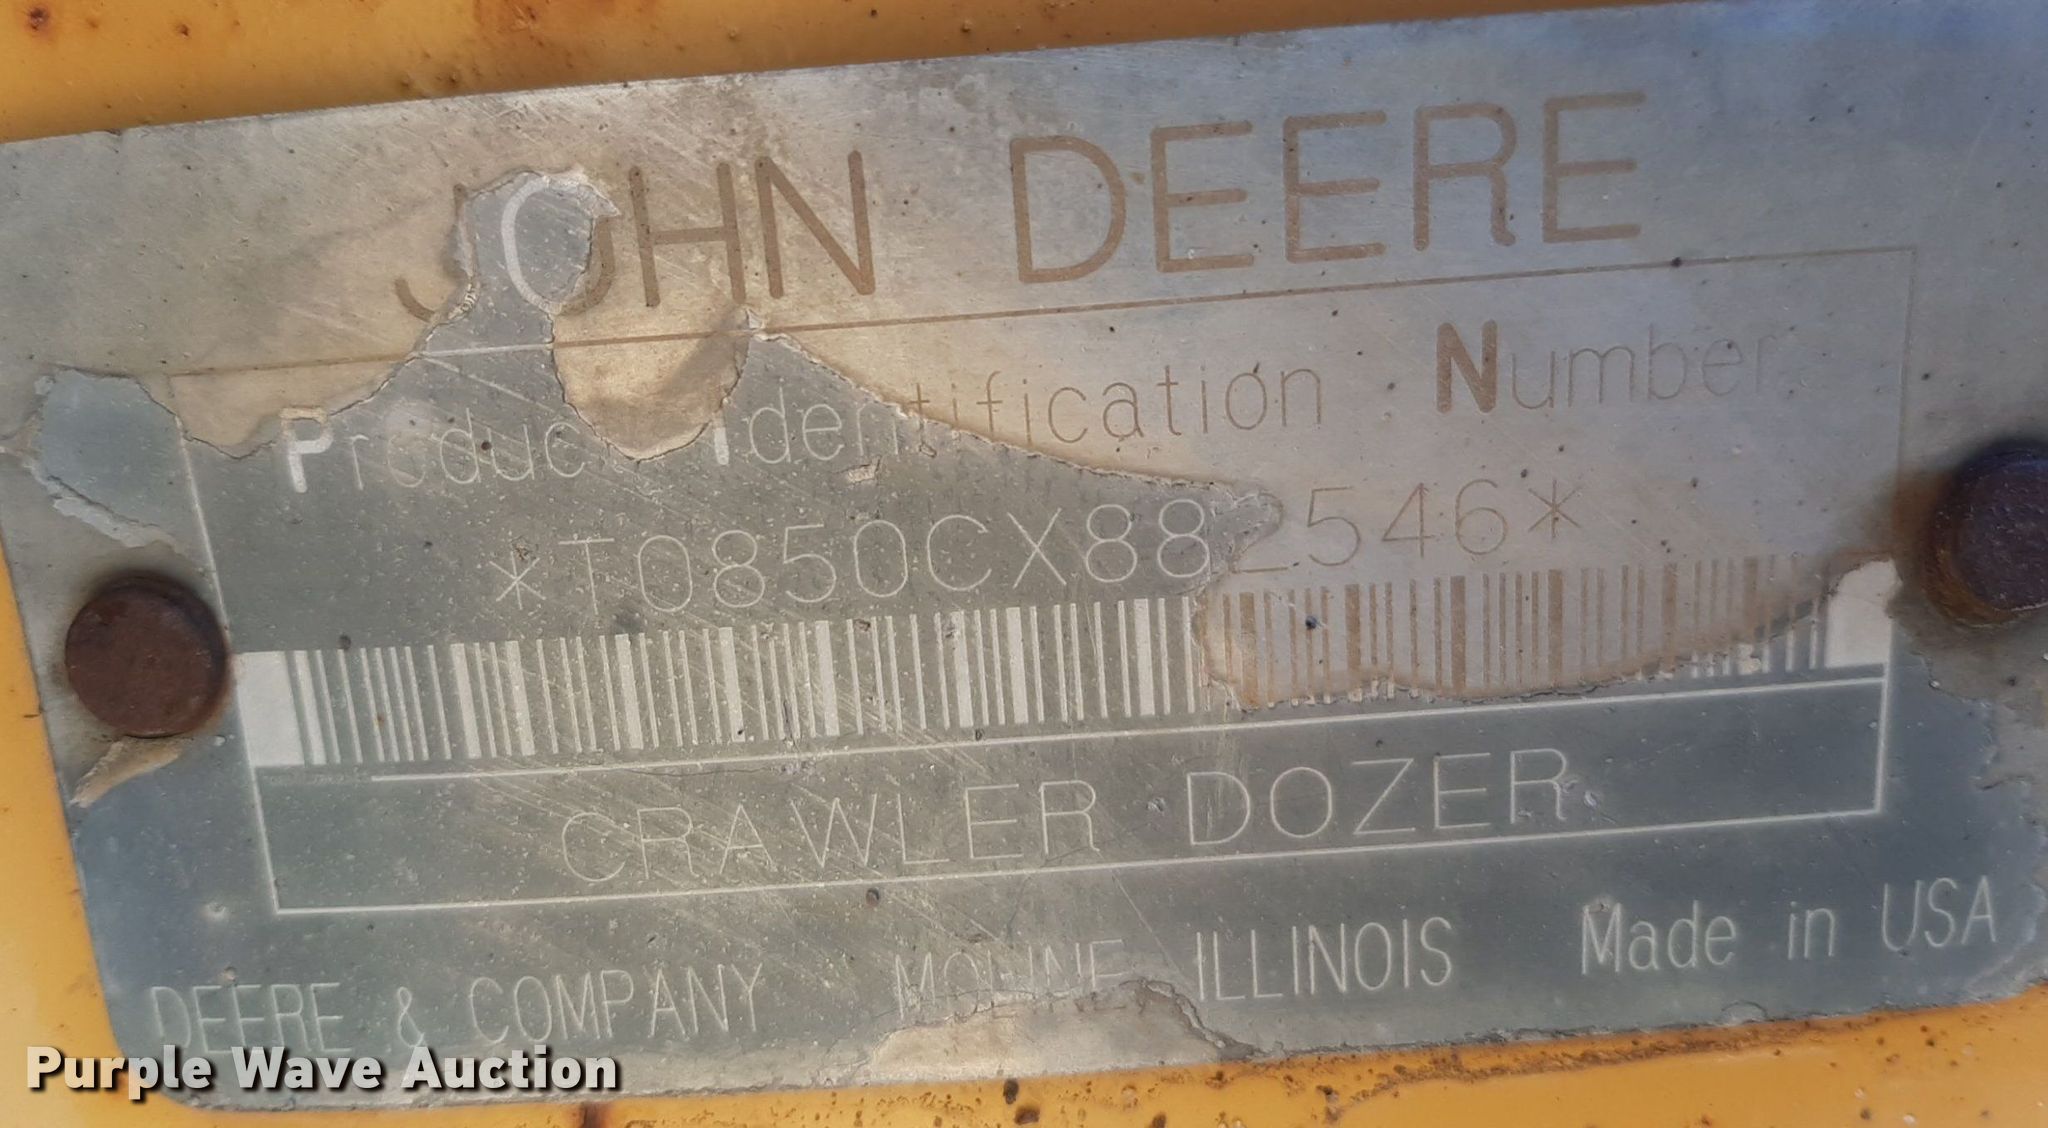 JOHN DEERE
Product Identification Number
*T0850CX882546*
CRAWLER DOZER
DEERE & COMPANY MOLINE, ILLINOIS Made in USA
Purple Wave Auction